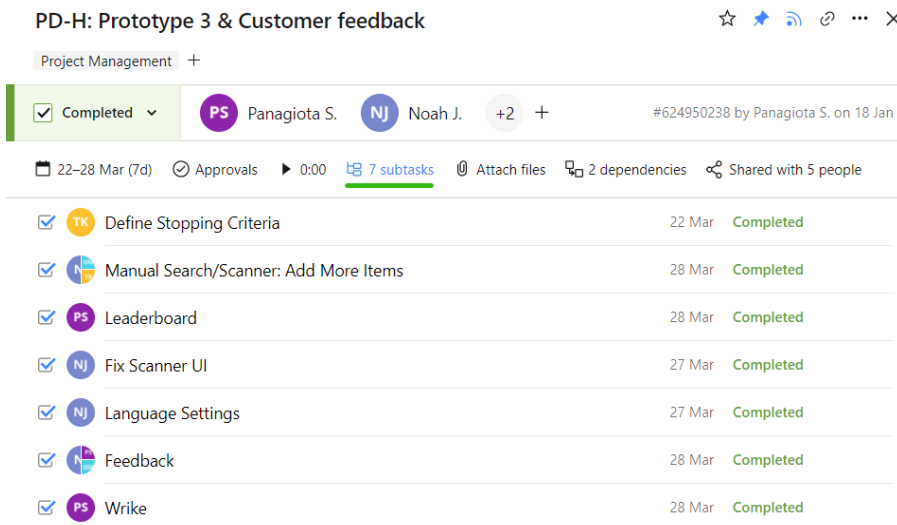 PD-H: Prototype 3 & Customer feedback
Project Management
Completed PS Panagiota S. NJ Noah J. +2 #624950238 by Panagiota S. on 18 Jan
22–28 Mar (7d) Approvals 0:00 7 subtasks Attach files 2 dependencies Shared with 5 people
TK Define Stopping Criteria 22 Mar Completed
Manual Search/Scanner: Add More Items 28 Mar Completed
PS Leaderboard 28 Mar Completed
NJ Fix Scanner UI 27 Mar Completed
NJ Language Settings 27 Mar Completed
Feedback 28 Mar Completed
PS Wrike 28 Mar Completed